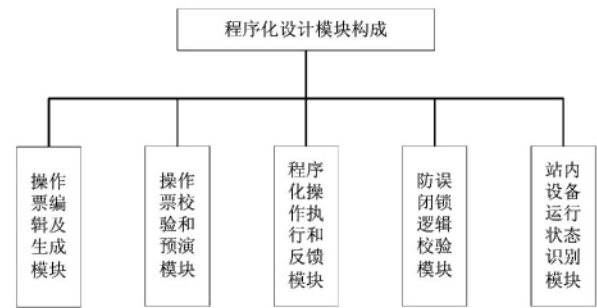 程序化设计模块构成
操作
票编
辑及
生成
模块
操作
票校
验和
预演
模块
程序
化操
作执
行和
反馈
模块
防误
闭锁
逻辑
校验
模块
站内
设备
运行
状态
识别
模块